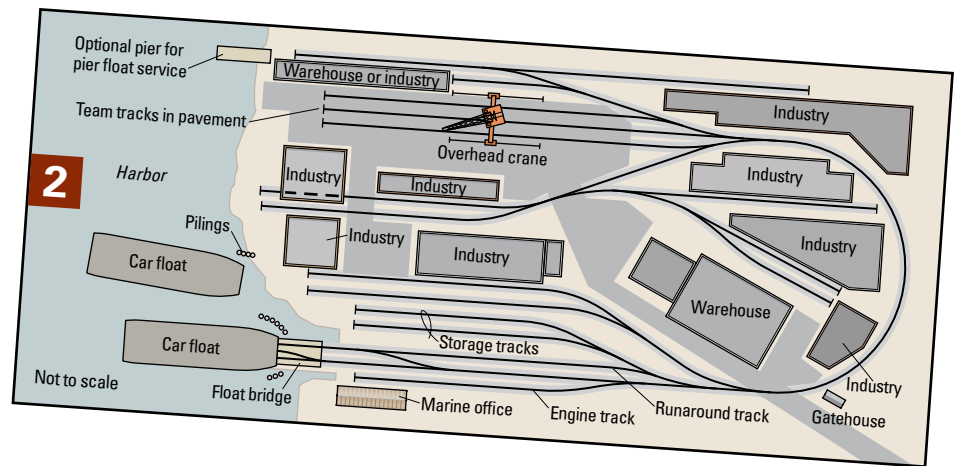 Optional pier for
pier float service
Warehouse or industry
Industry
Team tracks in pavement
Overhead crane
2
Harbor
Industry
Industry
Industry
Pilings
Industry
Industry
Industry
Car float
Warehouse
Car float
Storage tracks
Not to scale
Float bridge
Marine office
Engine track
Runaround track
Industry
Gatehouse